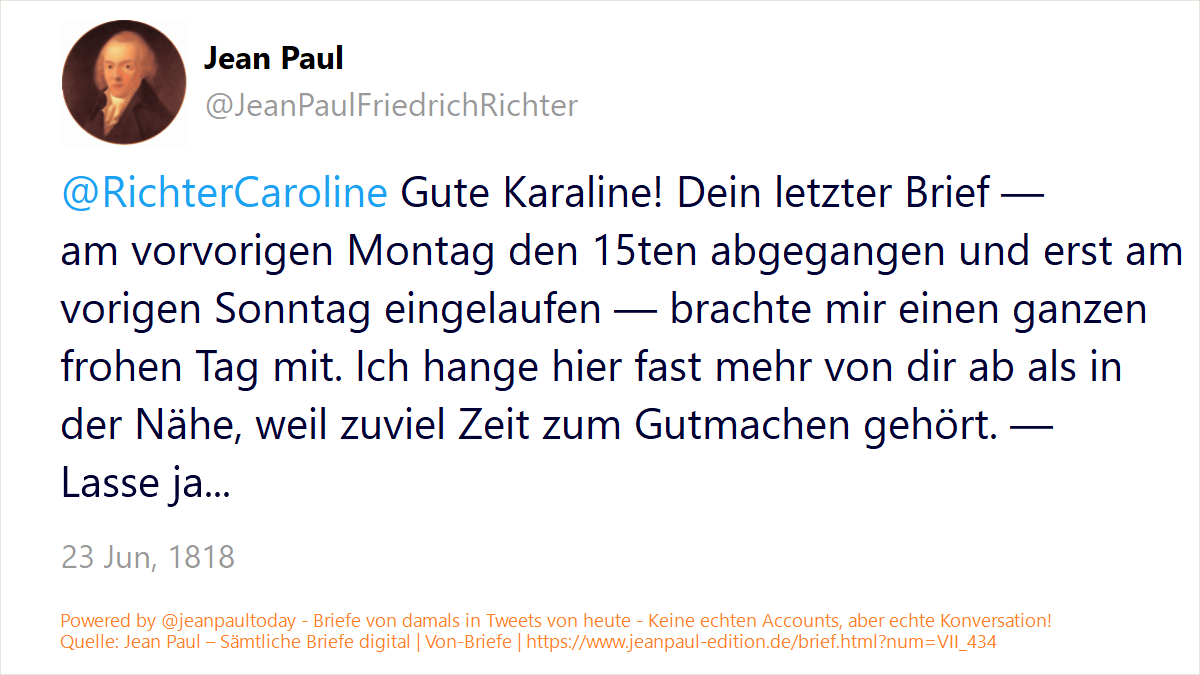 Jean Paul
@JeanPaulFriedrichRichter
@RichterCaroline Gute Karaline! Dein letzter Brief —
am vorvorigen Montag den 15ten abgegangen und erst am
vorigen Sonntag eingelaufen — brachte mir einen ganzen
frohen Tag mit. Ich hange hier fast mehr von dir ab als in
der Nähe, weil zuviel Zeit zum Gutmachen gehört. —
Lasse ja...
23 Jun, 1818
Powered by @jeanpaultoday - Briefe von damals in Tweets von heute - Keine echten Accounts, aber echte Konversation!
Quelle: Jean Paul – Sämtliche Briefe digital | Von-Briefe | https://www.jeanpaul-edition.de/brief.html?num=VII_434